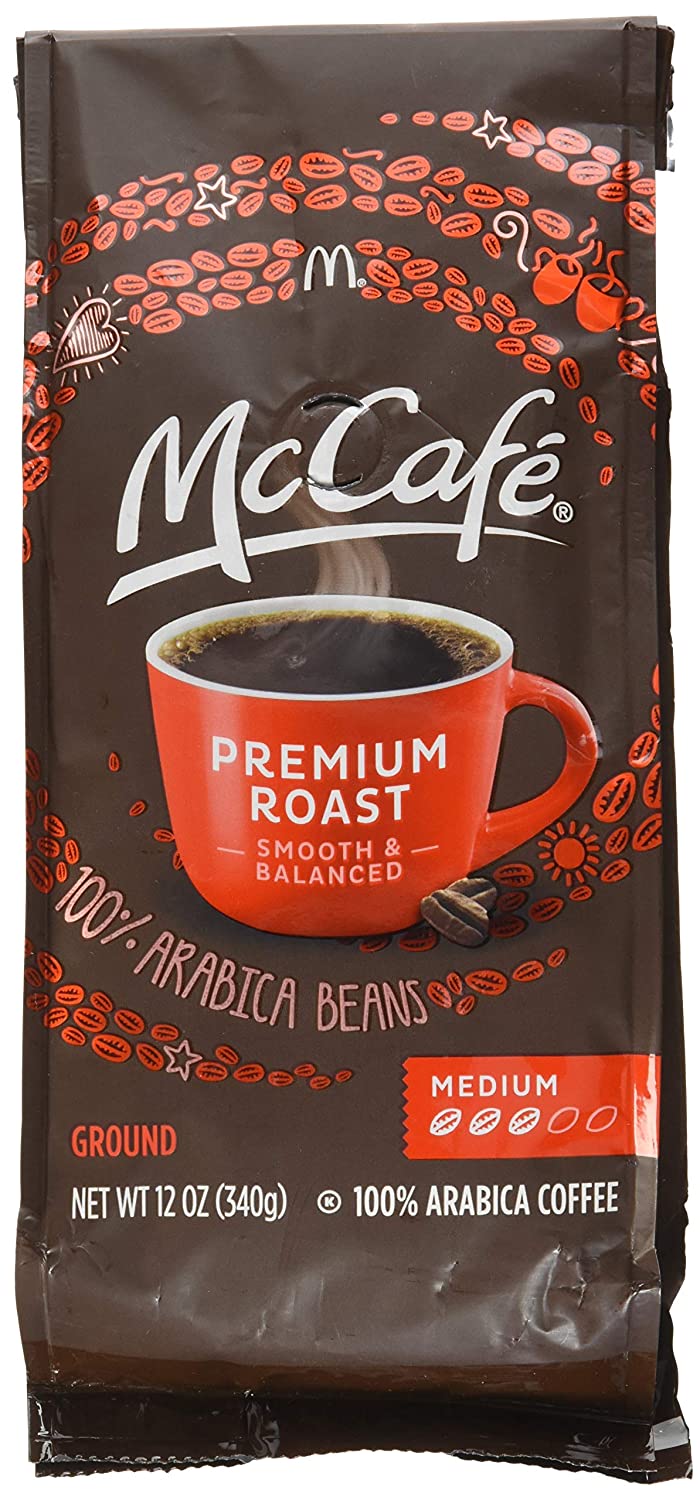 M®
McCafé®
PREMIUM
ROAST
SMOOTH &
BALANCED
100% ARABICA BEANS
MEDIUM
GROUND
NET WT 12 OZ (340g) K 100% ARABICA COFFEE